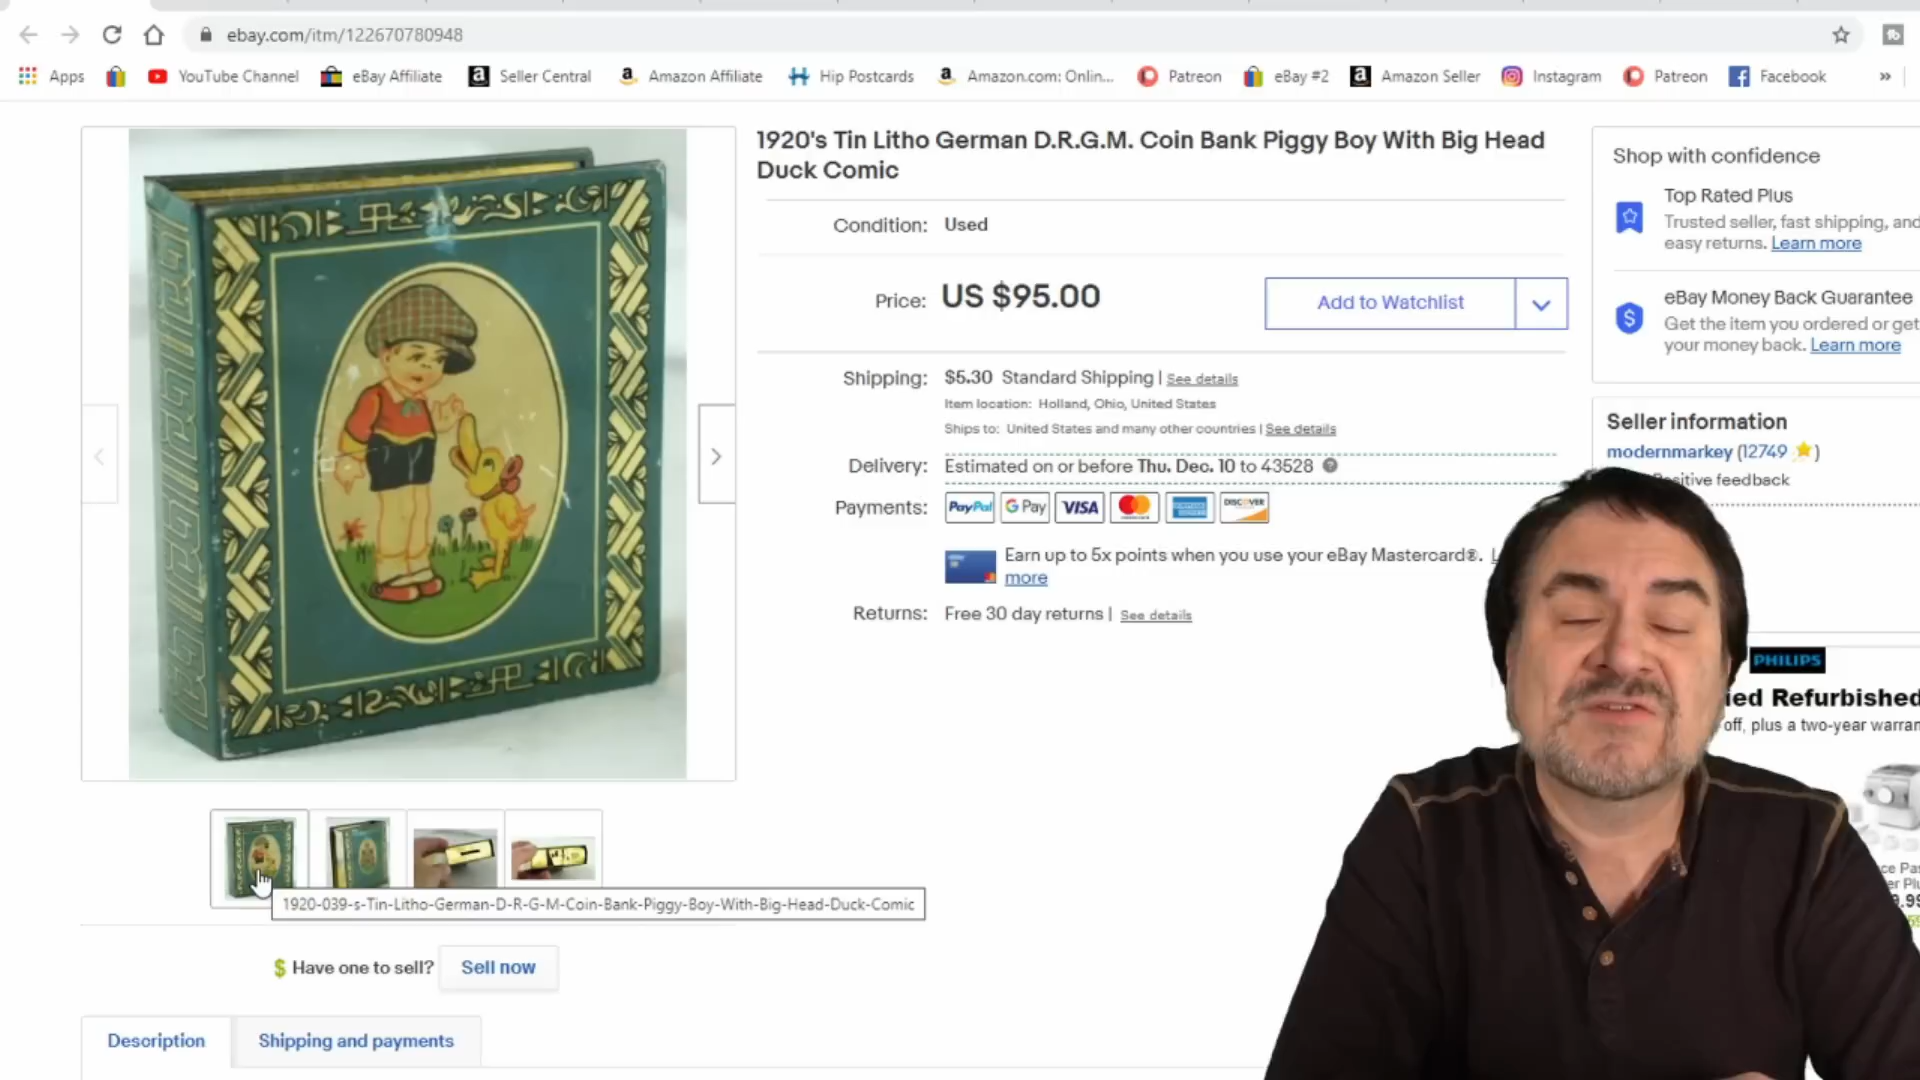 ebay.com/itm/122670780948
Apps
YouTube Channel
eBay Affiliate
Seller Central
Amazon Affiliate
Hip Postcards
Amazon.com: Onlin...
Patreon
eBay #2
Amazon Seller
Instagram
Patreon
Facebook
»
1920's Tin Litho German D.R.G.M. Coin Bank Piggy Boy With Big Head
Duck Comic
Condition: Used
Price: US $95.00
Add to Watchlist
Shipping: $5.30 Standard Shipping | See details
Item location: Holland, Ohio, United States
Ships to: United States and many other countries | See details
Delivery: Estimated on or before Thu. Dec. 10 to 43528
Payments: PayPal G Pay VISA MasterCard AMERICAN EXPRESS DISCOVER
Earn up to 5x points when you use your eBay Mastercard®.
more
Returns: Free 30 day returns | See details
Shop with confidence
Top Rated Plus
Trusted seller, fast shipping, and
easy returns. Learn more
eBay Money Back Guarantee
Get the item you ordered or get
your money back. Learn more
Seller information
modernmarkey (12749 )
Positive feedback
PHILIPS
ied Refurbished
off, plus a two-year warran
1920-039-s-Tin-Litho-German-D-R-G-M-Coin-Bank-Piggy-Boy-With-Big-Head-Duck-Comic
$ Have one to sell? Sell now
Description
Shipping and payments